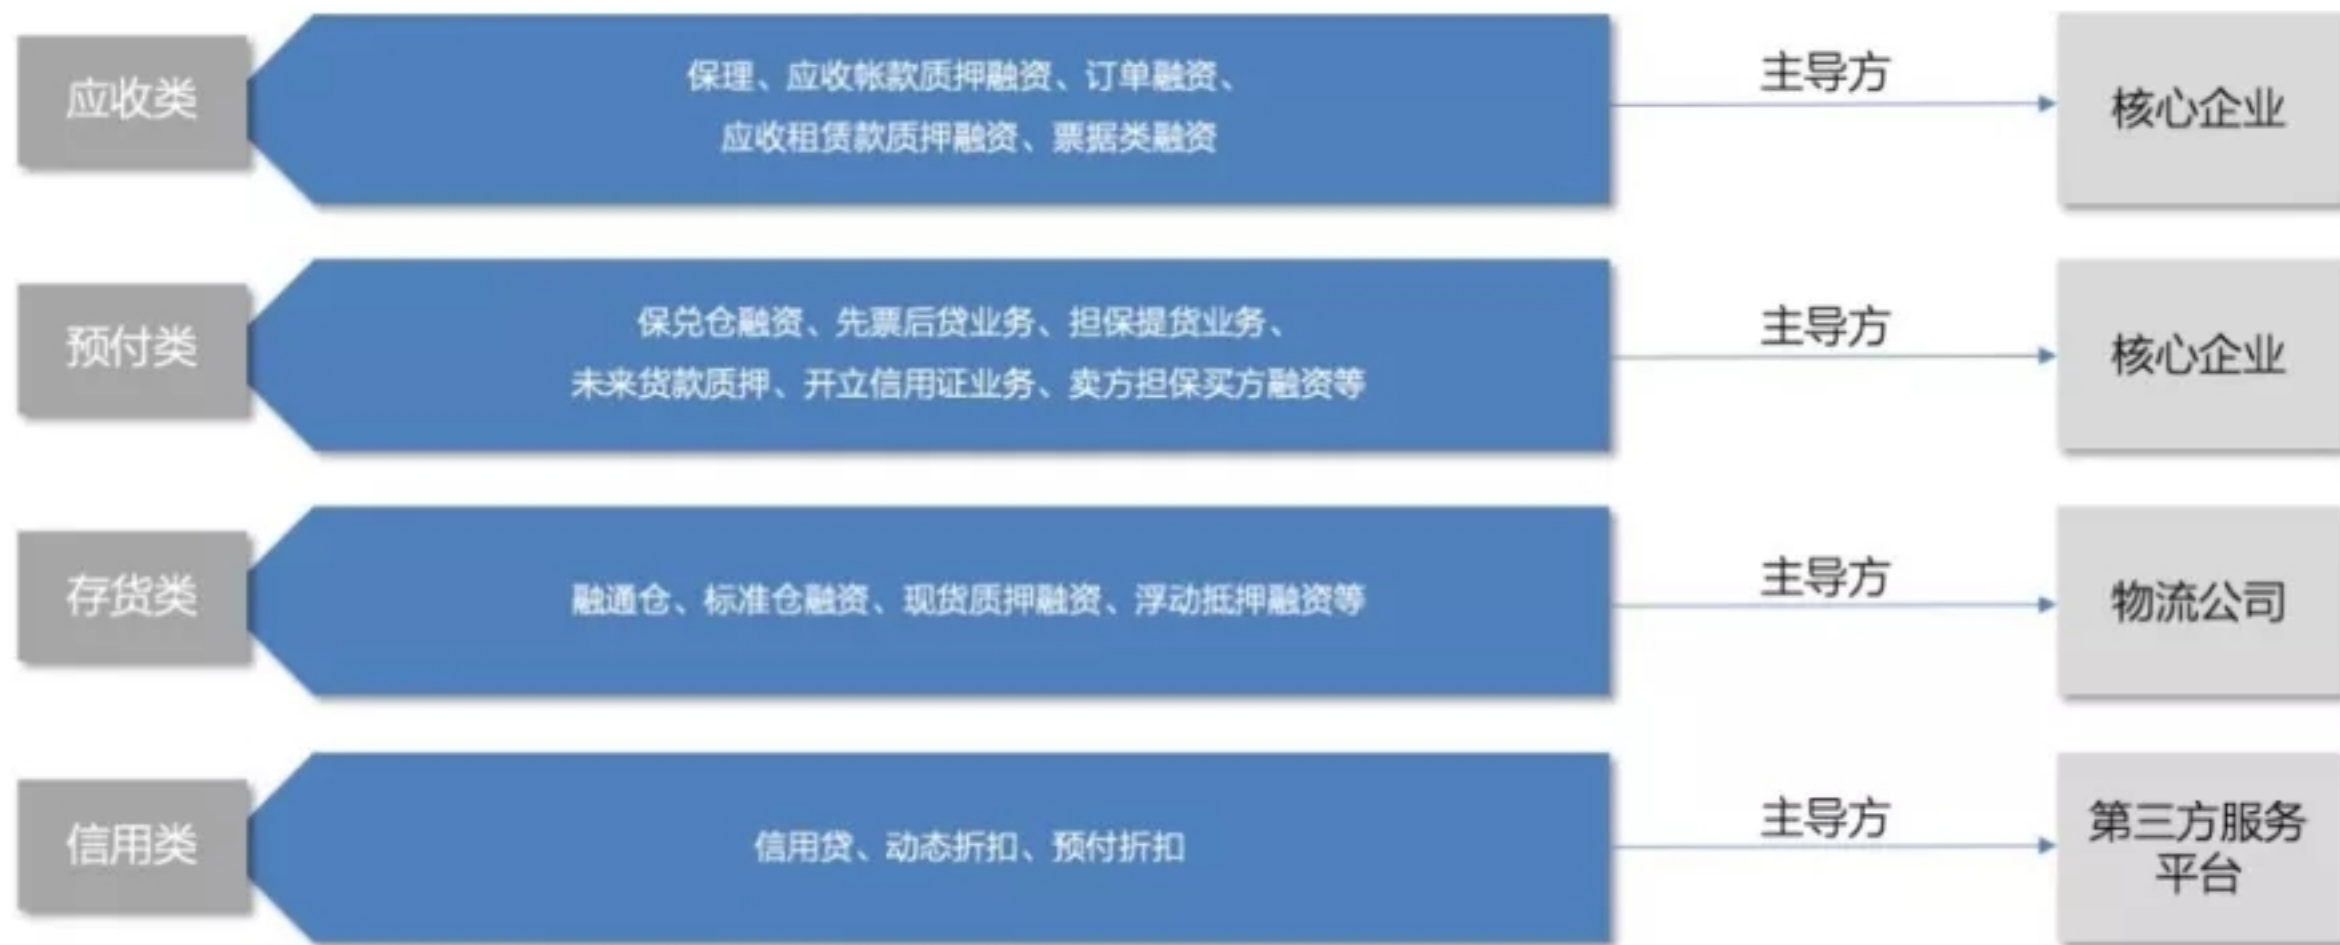 应收类
保理、应收帐款质押融资、订单融资、
应收租赁款质押融资、票据类融资
主导方
核心企业
预付类
保兑仓融资、先票后贷业务、担保提货业务、
未来货款质押、开立信用证业务、卖方担保买方融资等
主导方
核心企业
存货类
融通仓、标准仓融资、现货质押融资、浮动抵押融资等
主导方
物流公司
信用类
信用贷、动态折扣、预付折扣
主导方
第三方服务
平台